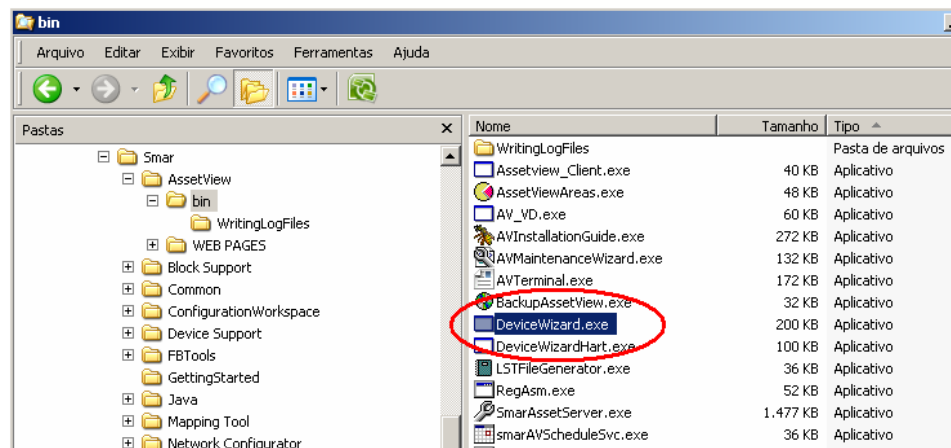 bin
Arquivo Editar Exibir Favoritos Ferramentas Ajuda
Pastas
Smar
AssetView
bin
WritingLogFiles
WEB PAGES
Block Support
Common
ConfigurationWorkspace
Device Support
FBTools
GettingStarted
Java
Mapping Tool
Network Configurator
Nome Tamanho Tipo
WritingLogFiles Pasta de arquivos
Assetview_Client.exe 40 KB Aplicativo
AssetViewAreas.exe 48 KB Aplicativo
AV_VD.exe 60 KB Aplicativo
AVInstallationGuide.exe 272 KB Aplicativo
AVMaintenanceWizard.exe 132 KB Aplicativo
AVTerminal.exe 172 KB Aplicativo
BackupAssetView.exe 32 KB Aplicativo
DeviceWizard.exe 200 KB Aplicativo
DeviceWizardHart.exe 100 KB Aplicativo
LSTFileGenerator.exe 36 KB Aplicativo
RegAsm.exe 52 KB Aplicativo
SmarAssetServer.exe 1.477 KB Aplicativo
smarAVScheduleSvc.exe 36 KB Aplicativo